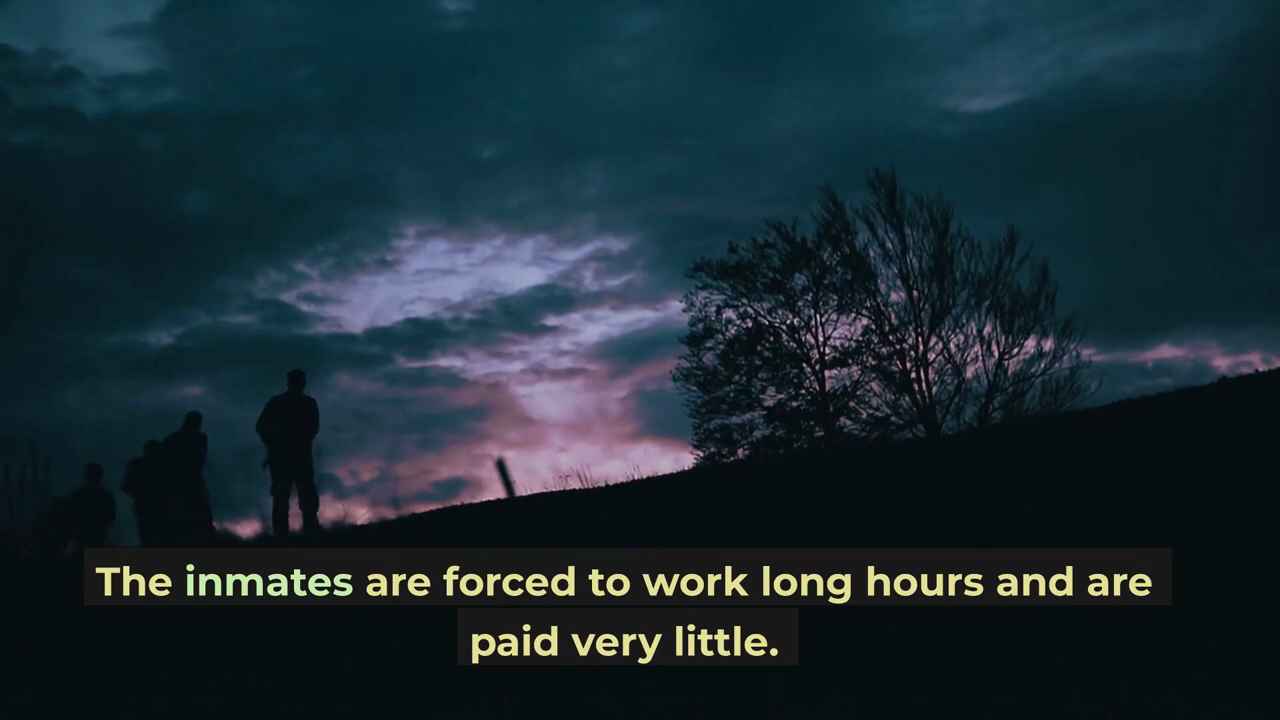 The inmates are forced to work long hours and are
paid very little.